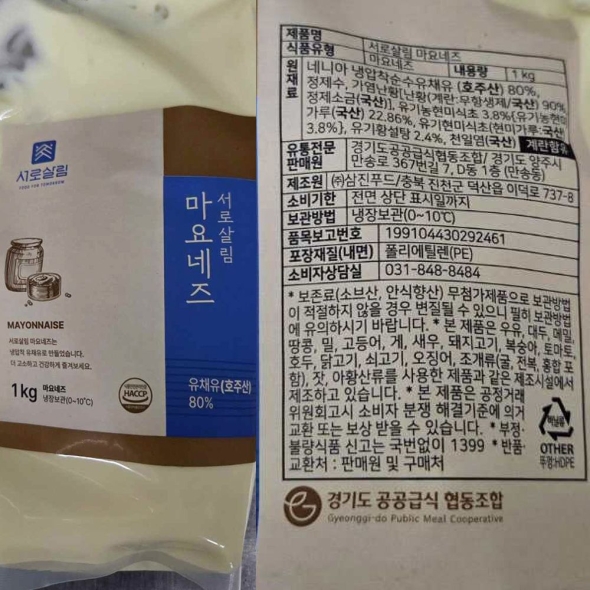 서로살림
FOOD FOR TOMORROW
서로살림
마요네즈
MAYONNAISE
서로살림 마요네즈는
냉압착 유채유로 만들었습니다.
더 고소하고 건강하게 즐겨보세요.
1kg 마요네즈
냉장보관(0~10℃)
HACCP
유채유(호주산)
80%
제품명 서로살림 마요네즈
식품유형 마요네즈 내용량 1 kg
원재료 네니아 냉압착순수유채유 (호주산) 80%,
정제수, 가염난황[난황(계란:무항생제/국산) 90%,
정제소금(국산)], 유기농현미식초 3.8%{유기농현미
가루(국산) 22.86%, 유기현미식초(현미가루:국산)
3.8%}, 유기황설탕 2.4%, 천일염(국산) 계란함유
유통전문판매원 경기도공공급식협동조합/ 경기도 양주시
만송로 367번길 7, D동 1층 (만송동)
제조원 ㈜삼진푸드/충북 진천군 덕산읍 이덕로 737-8
소비기한 전면 상단 표시일까지
보관방법 냉장보관(0~10℃)
품목보고번호 199104430292461
포장재질(내면) 폴리에틸렌(PE)
소비자상담실 031-848-8484
* 보존료(소브산, 안식향산) 무첨가제품으로 보관방법
이 적절하지 않을 경우 변질될 수 있으니 필히 보관방법
에 유의하시기 바랍니다. * 본 제품은 우유, 대두, 메밀,
땅콩, 밀, 고등어, 게, 새우, 돼지고기, 복숭아, 토마토,
호두, 닭고기, 쇠고기, 오징어, 조개류(굴, 전복, 홍합 포
함), 잣, 아황산류를 사용한 제품과 같은 제조시설에서
제조하고 있습니다. * 본 제품은 공정거래
위원회고시 소비자 분쟁 해결기준에 의거
교환 또는 보상 받을 수 있습니다. * 부정·
불량식품 신고는 국번없이 1399 * 반품·
교환처 : 판매원 및 구매처
비닐류
OTHER
뚜껑:HDPE
경기도 공공급식 협동조합
Gyeonggi-do Public Meal Cooperative